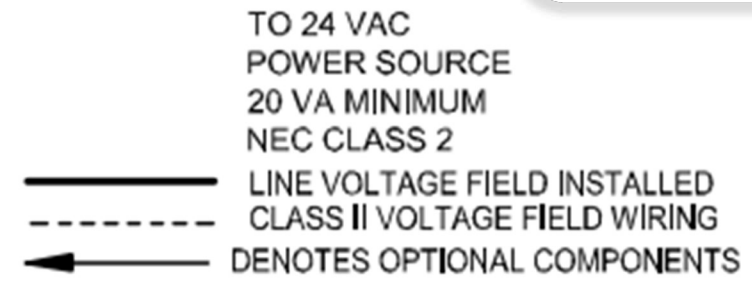 TO 24 VAC
POWER SOURCE
20 VA MINIMUM
NEC CLASS 2
LINE VOLTAGE FIELD INSTALLED
CLASS II VOLTAGE FIELD WIRING
DENOTES OPTIONAL COMPONENTS